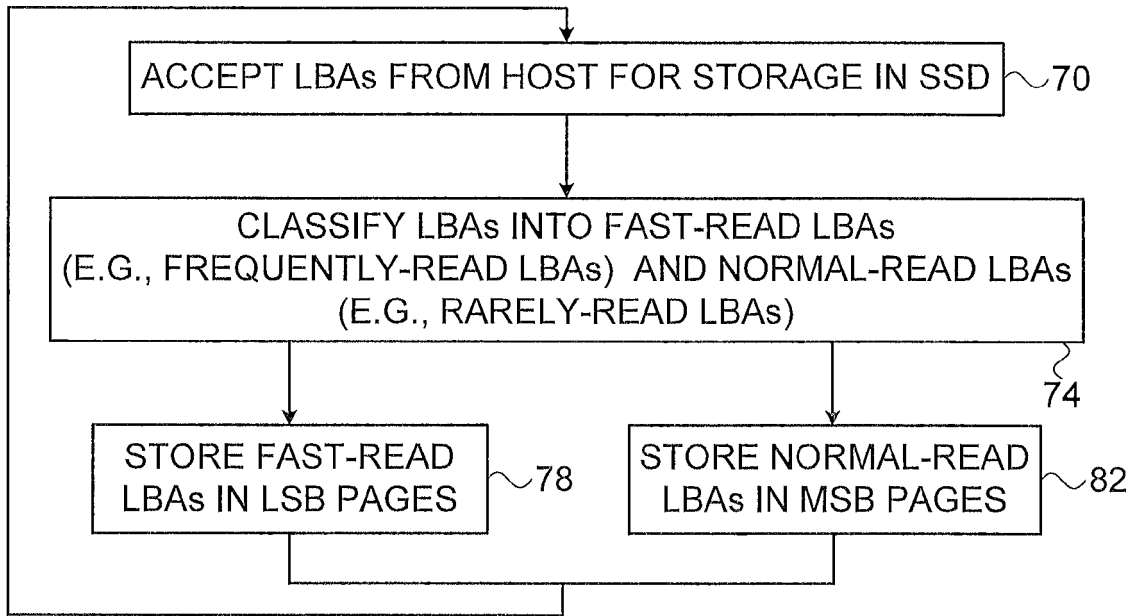 ACCEPT LBAs FROM HOST FOR STORAGE IN SSD
70
CLASSIFY LBAs INTO FAST-READ LBAs
(E.G., FREQUENTLY-READ LBAs) AND NORMAL-READ LBAs
(E.G., RARELY-READ LBAs)
74
STORE FAST-READ
LBAs IN LSB PAGES
78
STORE NORMAL-READ
LBAs IN MSB PAGES
82